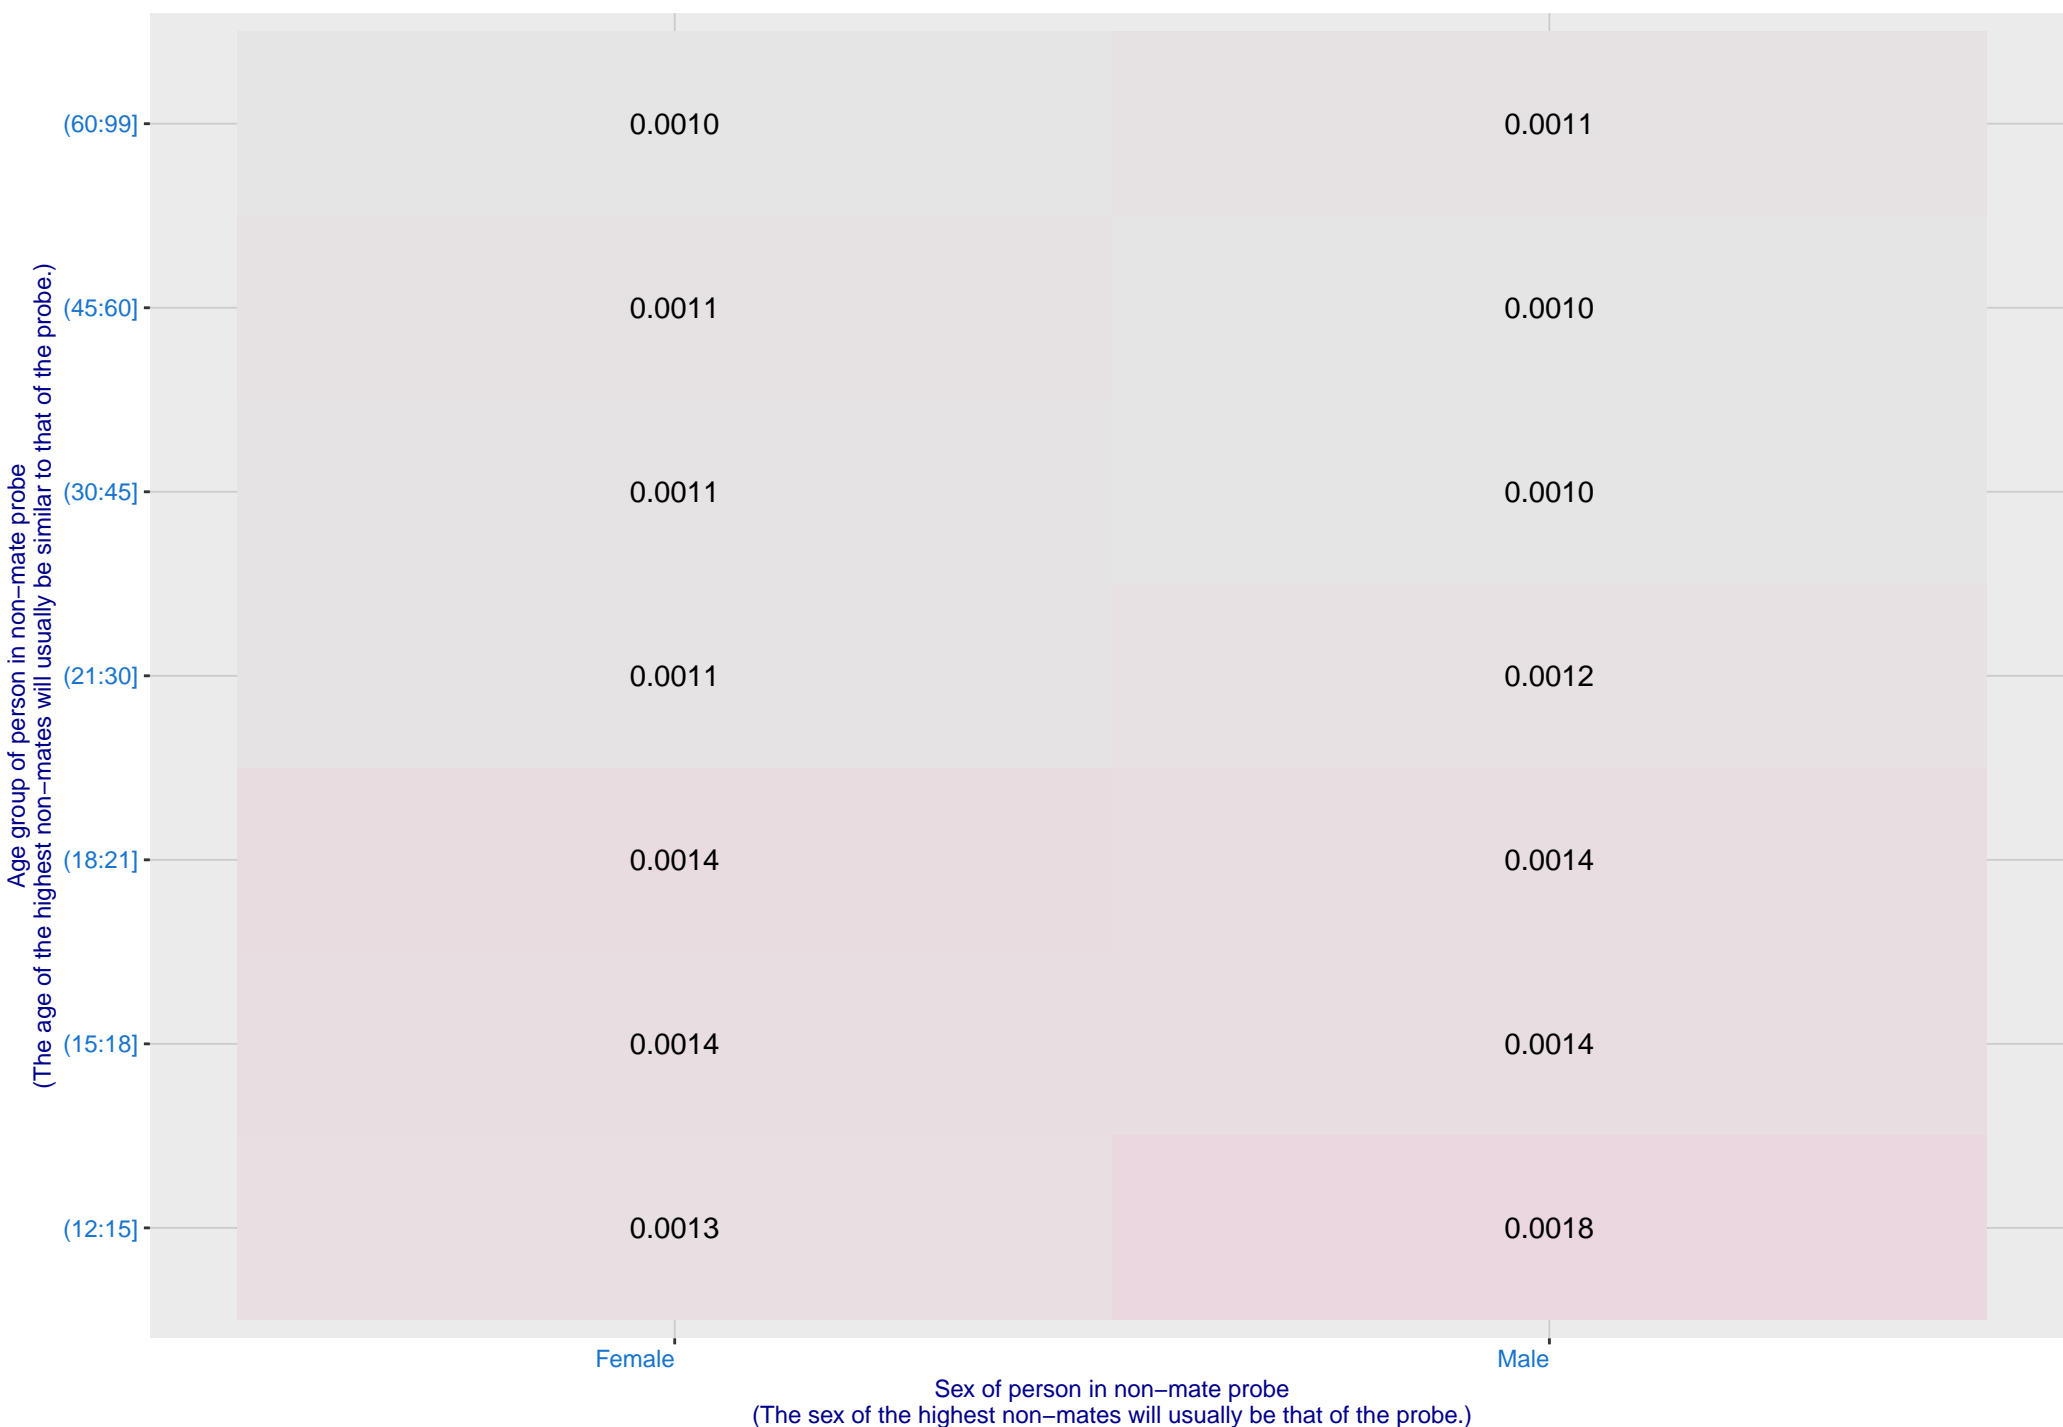 Age group of person in non−mate probe
(The age of the highest non−mates will usually be similar to that of the probe.)
(60:99] 0.0010 0.0011
(45:60] 0.0011 0.0010
(30:45] 0.0011 0.0010
(21:30] 0.0011 0.0012
(18:21] 0.0014 0.0014
(15:18] 0.0014 0.0014
(12:15] 0.0013 0.0018
Female Male
Sex of person in non−mate probe
(The sex of the highest non−mates will usually be that of the probe.)